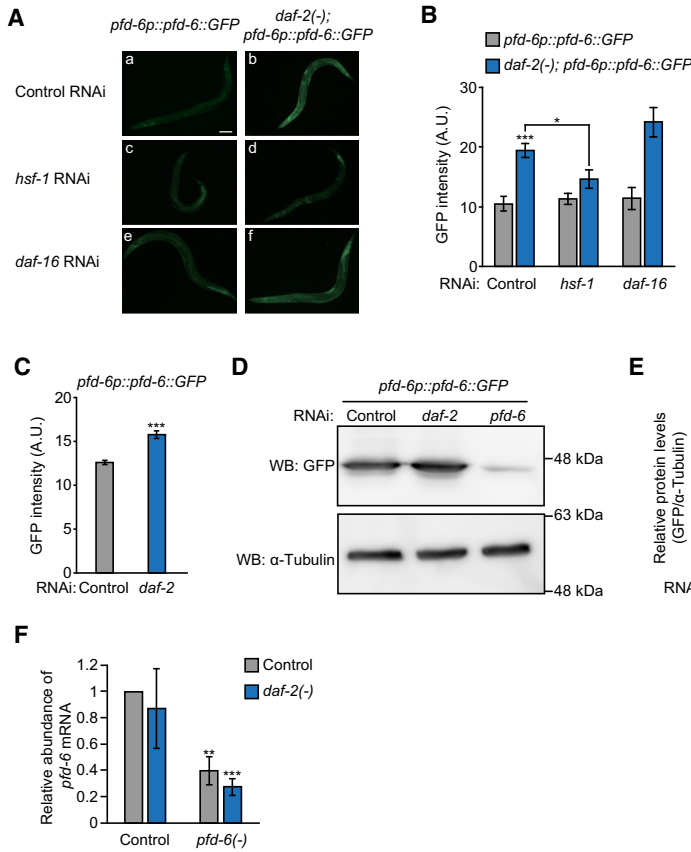 A
pfd-6p::pfd-6::GFP
daf-2(-);
pfd-6p::pfd-6::GFP
Control RNAi
a
b
hsf-1 RNAi
c
d
daf-16 RNAi
e
f
B
pfd-6p::pfd-6::GFP
daf-2(-); pfd-6p::pfd-6::GFP
GFP intensity (A.U.)
30
20
10
0
***
*
RNAi: Control hsf-1 daf-16
C
pfd-6p::pfd-6::GFP
GFP intensity (A.U.)
20
15
10
5
0
***
RNAi: Control daf-2
D
pfd-6p::pfd-6::GFP
RNAi: Control daf-2 pfd-6
WB: GFP
48 kDa
63 kDa
WB: α-Tubulin
48 kDa
E
Relative protein levels
(GFP/α-Tubulin)
RNA
F
Relative abundance of
pfd-6 mRNA
1.2
1
0.8
0.6
0.4
0.2
0
Control
daf-2(-)
**
***
Control pfd-6(-)